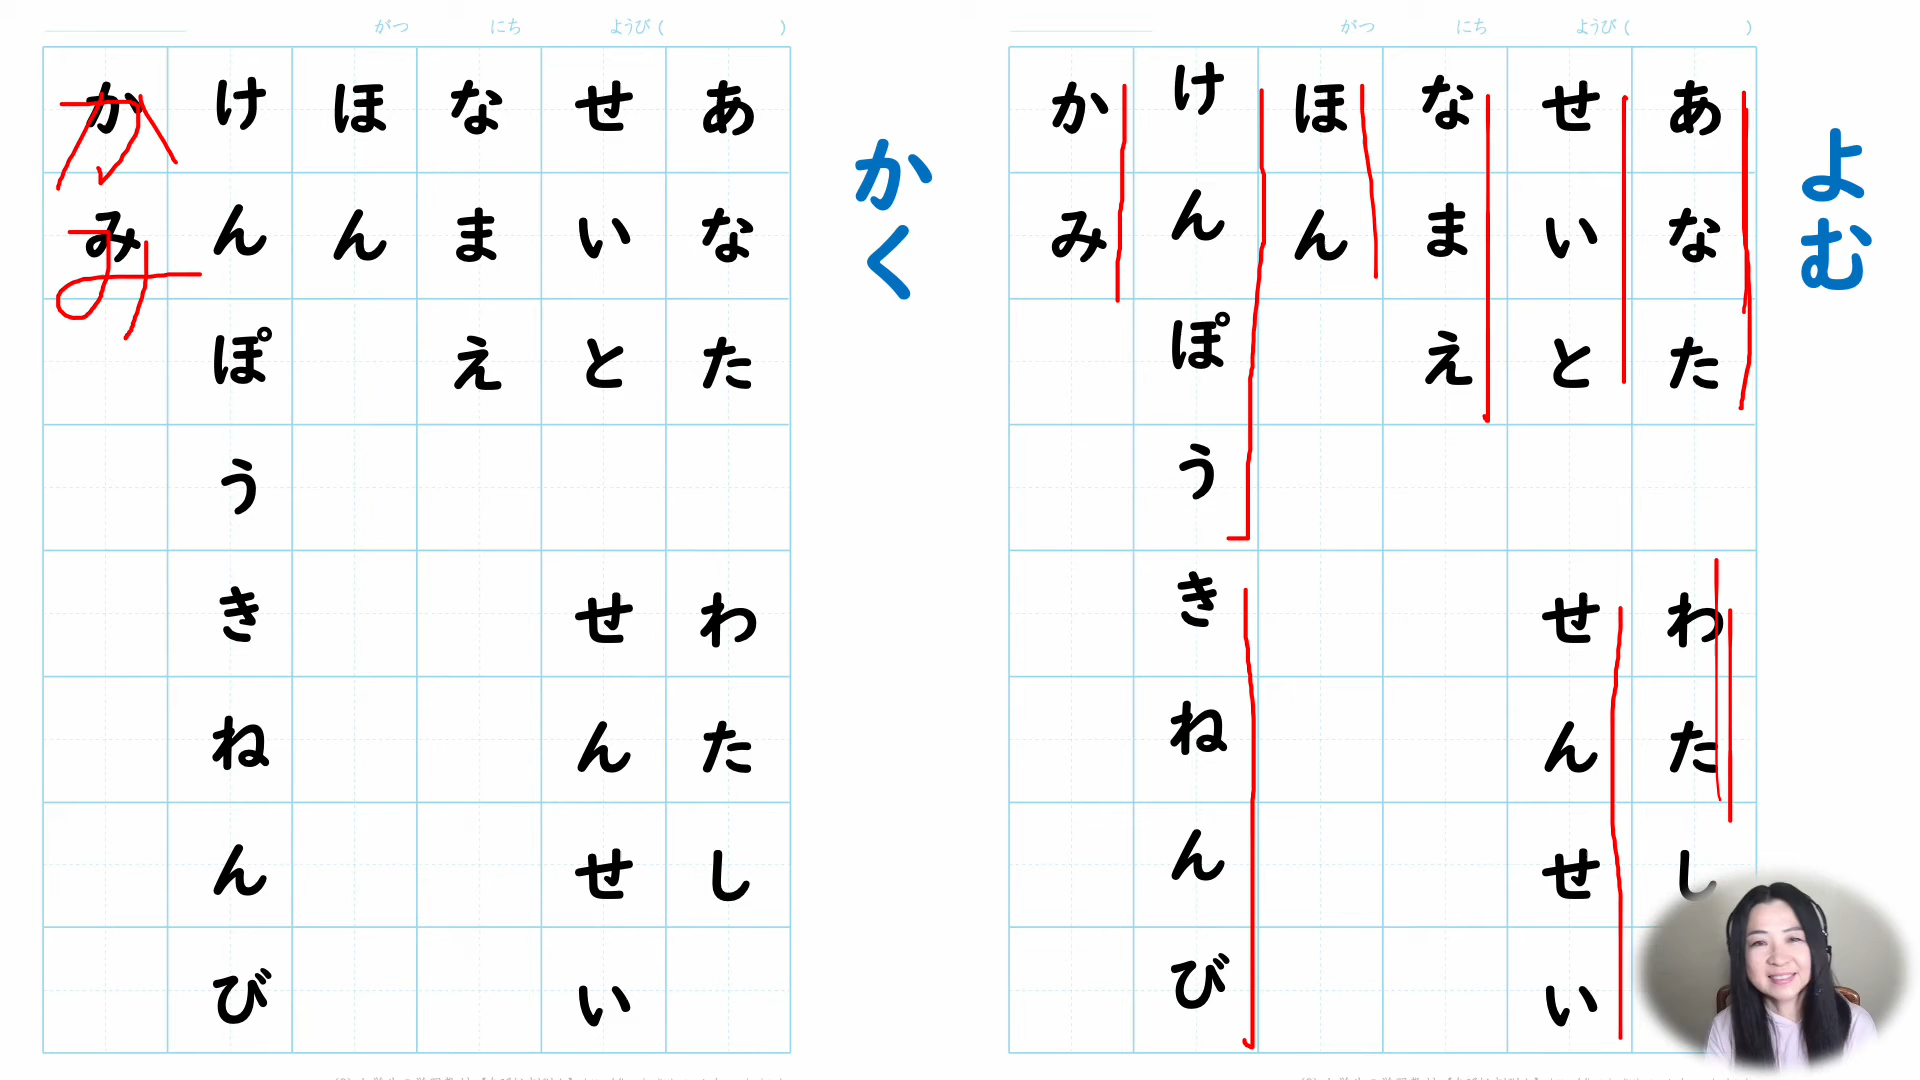 がつ にち ようび ( )
よむ
あなた わたし
せいと せんせい
なまえ
ほん
けんぽう きねんび
かみ
がつ にち ようび ( )
かく
あなた わたし
せいと せんせい
なまえ
ほん
けんぽう きねんび
かみ
かみ